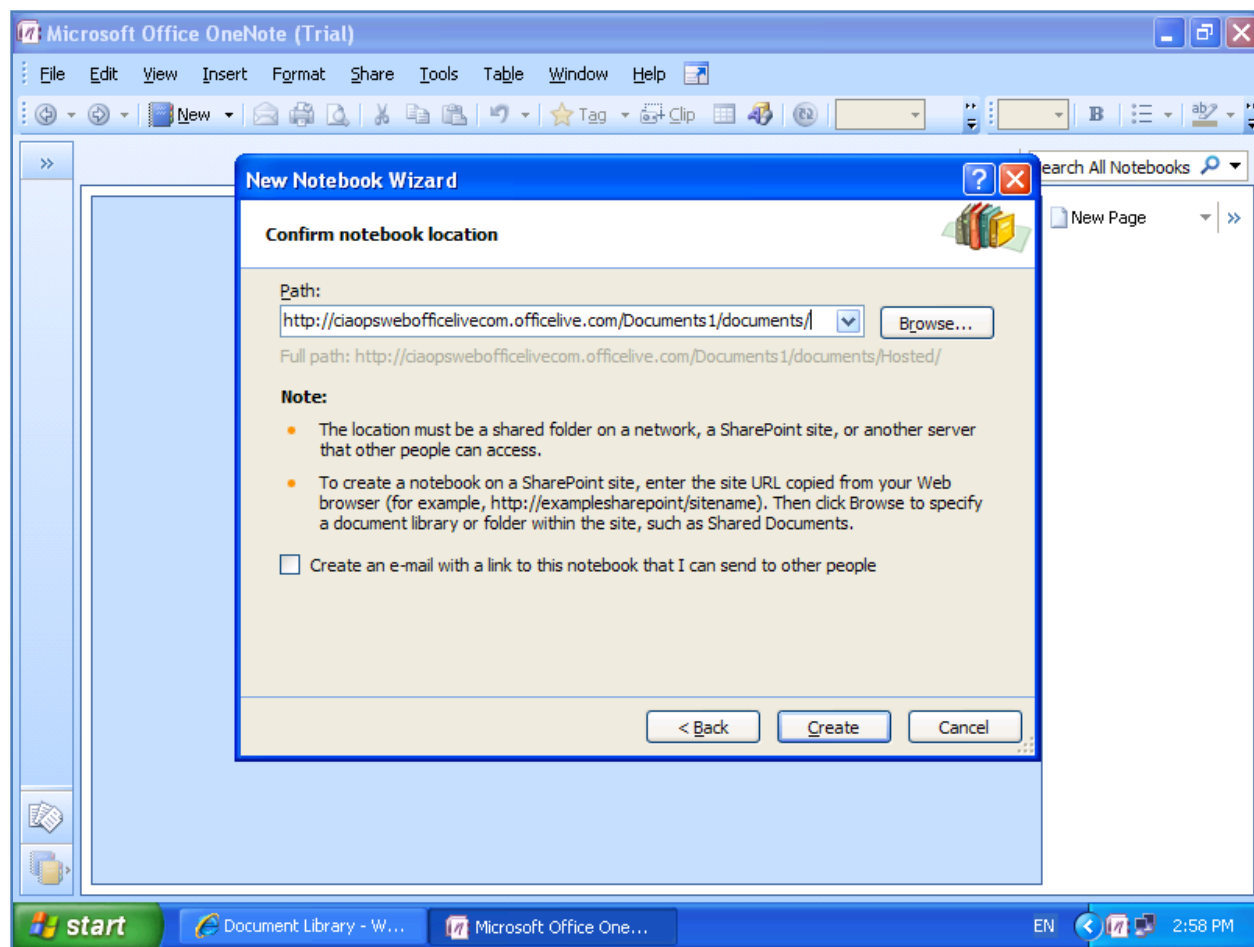 Microsoft Office OneNote (Trial)
File Edit View Insert Format Share Tools Table Window Help
New Tag Clip B ab
earch All Notebooks
New Page
New Notebook Wizard
Confirm notebook location
Path:
http://ciaopswebofficelivecom.officelive.com/Documents1/documents/
Browse...
Full path: http://ciaopswebofficelivecom.officelive.com/Documents1/documents/Hosted/
Note:
The location must be a shared folder on a network, a SharePoint site, or another server
that other people can access.
To create a notebook on a SharePoint site, enter the site URL copied from your Web
browser (for example, http://examplesharepoint/sitename). Then click Browse to specify
a document library or folder within the site, such as Shared Documents.
Create an e-mail with a link to this notebook that I can send to other people
< Back Create Cancel
start Document Library - W... Microsoft Office One... EN 2:58 PM